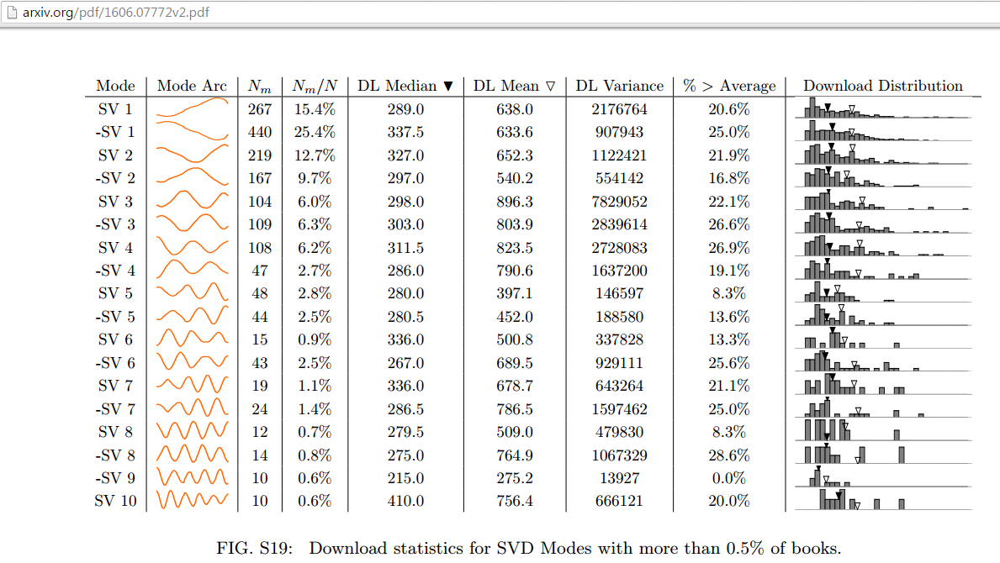 arxiv.org/pdf/1606.07772v2.pdf
Mode Mode Arc Nm Nm/N DL Median ▼ DL Mean ▽ DL Variance % > Average Download Distribution
SV 1 267 15.4% 289.0 638.0 2176764 20.6%
-SV 1 440 25.4% 337.5 633.6 907943 25.0%
SV 2 219 12.7% 327.0 652.3 1122421 21.9%
-SV 2 167 9.7% 297.0 540.2 554142 16.8%
SV 3 104 6.0% 298.0 896.3 7829052 22.1%
-SV 3 109 6.3% 303.0 803.9 2839614 26.6%
SV 4 108 6.2% 311.5 823.5 2728083 26.9%
-SV 4 47 2.7% 286.0 790.6 1637200 19.1%
SV 5 48 2.8% 280.0 397.1 146597 8.3%
-SV 5 44 2.5% 280.5 452.0 188580 13.6%
SV 6 15 0.9% 336.0 500.8 337828 13.3%
-SV 6 43 2.5% 267.0 689.5 929111 25.6%
SV 7 19 1.1% 336.0 678.7 643264 21.1%
-SV 7 24 1.4% 286.5 786.5 1597462 25.0%
SV 8 12 0.7% 279.5 509.0 479830 8.3%
-SV 8 14 0.8% 275.0 764.9 1067329 28.6%
-SV 9 10 0.6% 215.0 275.2 13927 0.0%
SV 10 10 0.6% 410.0 756.4 666121 20.0%
FIG. S19: Download statistics for SVD Modes with more than 0.5% of books.